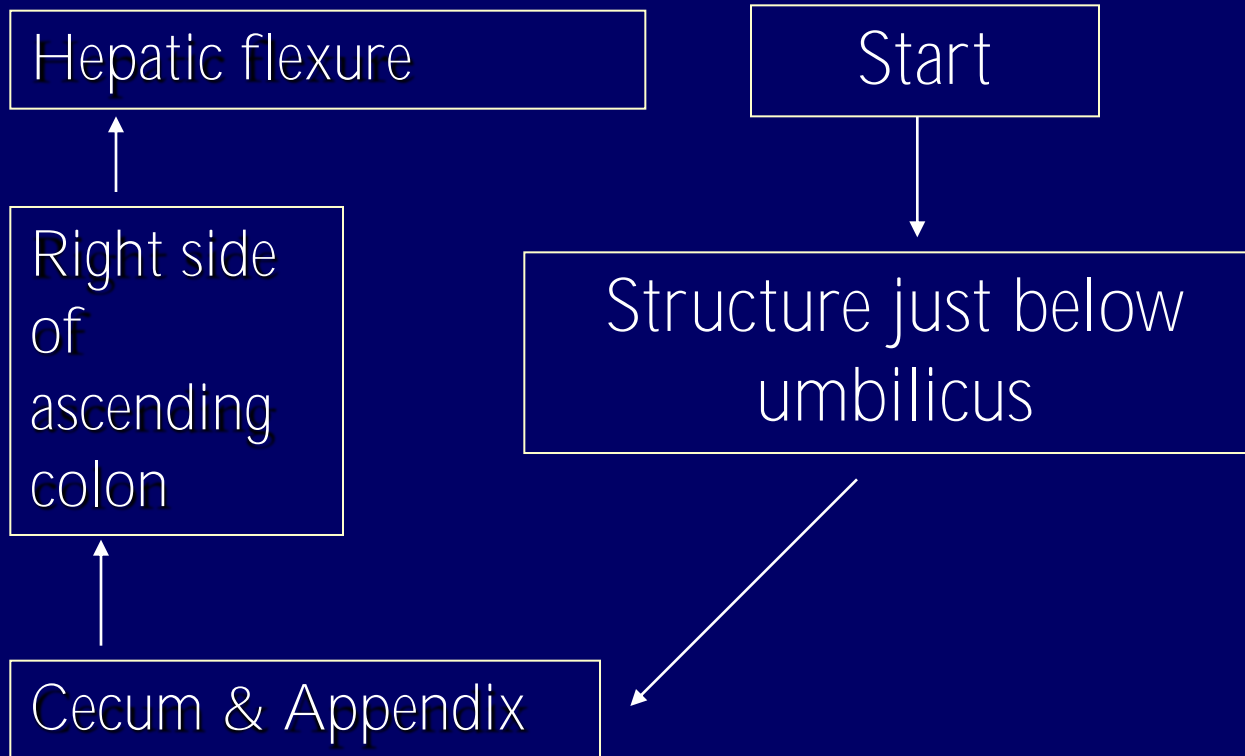 Hepatic flexure
Start
Right side
of
ascending
colon
Structure just below
umbilicus
Cecum & Appendix